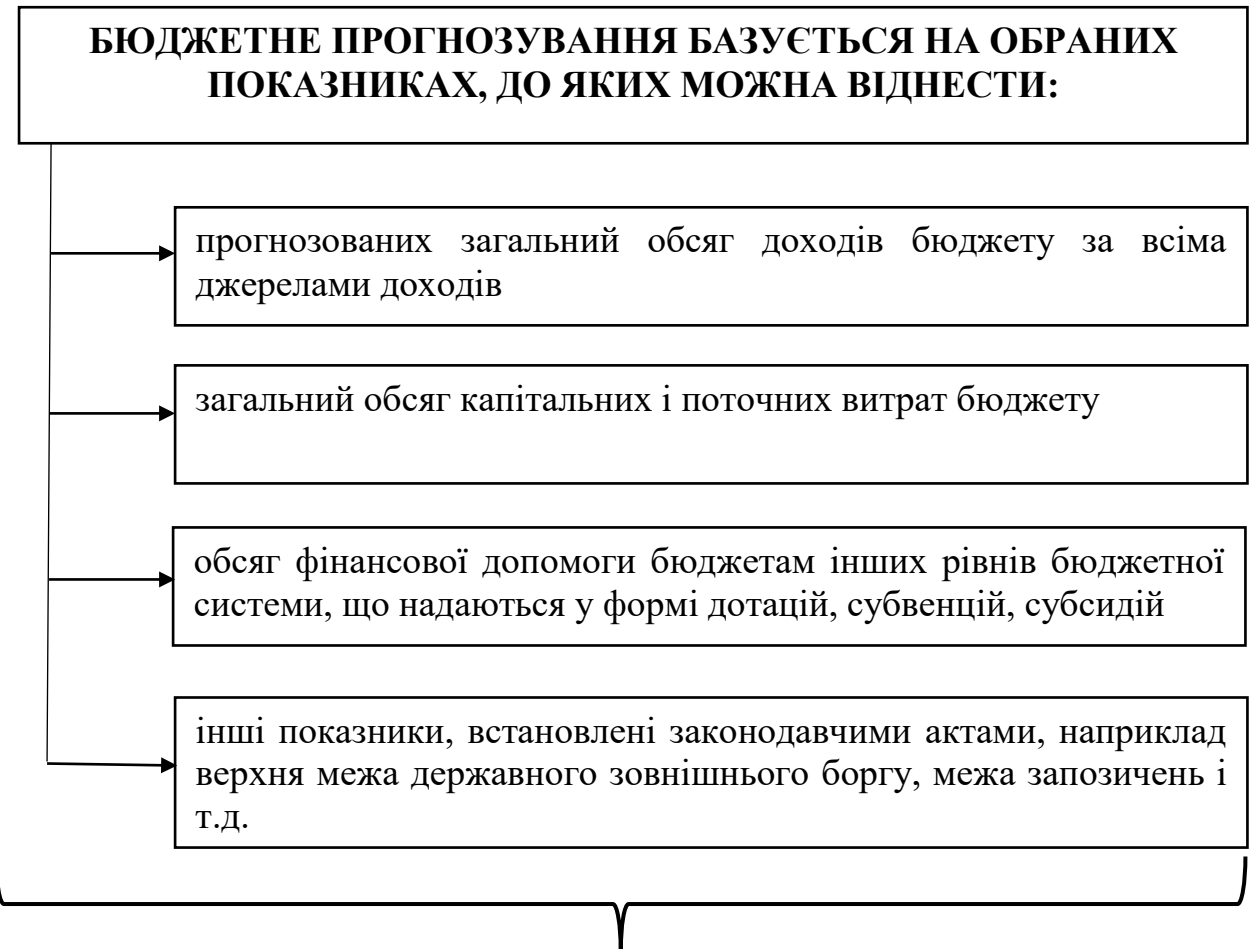 БЮДЖЕТНЕ ПРОГНОЗУВАННЯ БАЗУЄТЬСЯ НА ОБРАНИХ
ПОКАЗНИКАХ, ДО ЯКИХ МОЖНА ВІДНЕСТИ:
прогнозованих загальний обсяг доходів бюджету за всіма
джерелами доходів
загальний обсяг капітальних і поточних витрат бюджету
обсяг фінансової допомоги бюджетам інших рівнів бюджетної
системи, що надаються у формі дотацій, субвенцій, субсидій
інші показники, встановлені законодавчими актами, наприклад
верхня межа державного зовнішнього боргу, межа запозичень і
т.д.